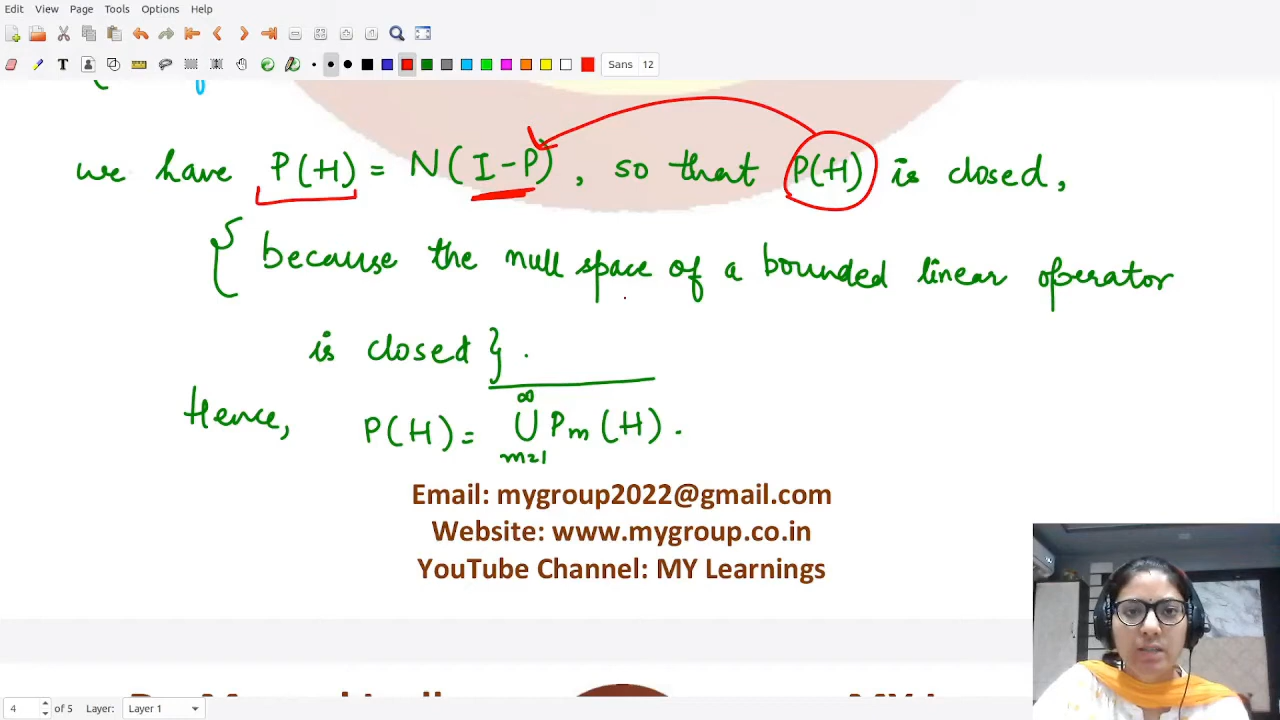 Edit View Page Tools Options Help
Sans 12
we have P(H) = N(I-P), so that P(H) is closed,
{ because the null space of a bounded linear operator
is closed } .
Hence, P(H) = ∞ ∪ m=1 Pm(H).
Email: mygroup2022@gmail.com
Website: www.mygroup.co.in
YouTube Channel: MY Learnings
4 of 5 Layer: Layer 1